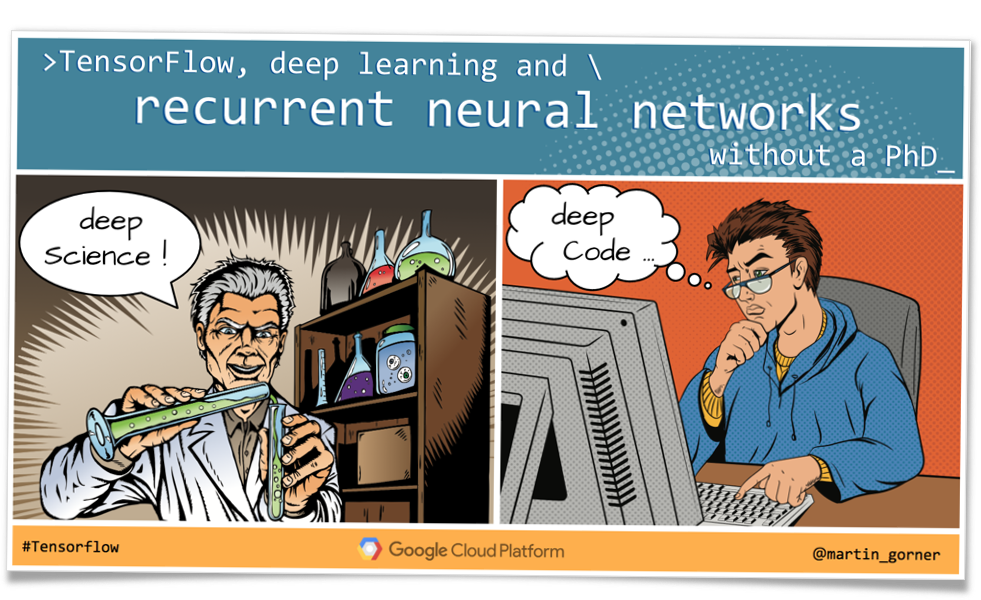 >TensorFlow, deep learning and \
recurrent neural networks
without a PhD_
deep
Science !
deep
Code ...
#Tensorflow
Google Cloud Platform
@martin_gorner